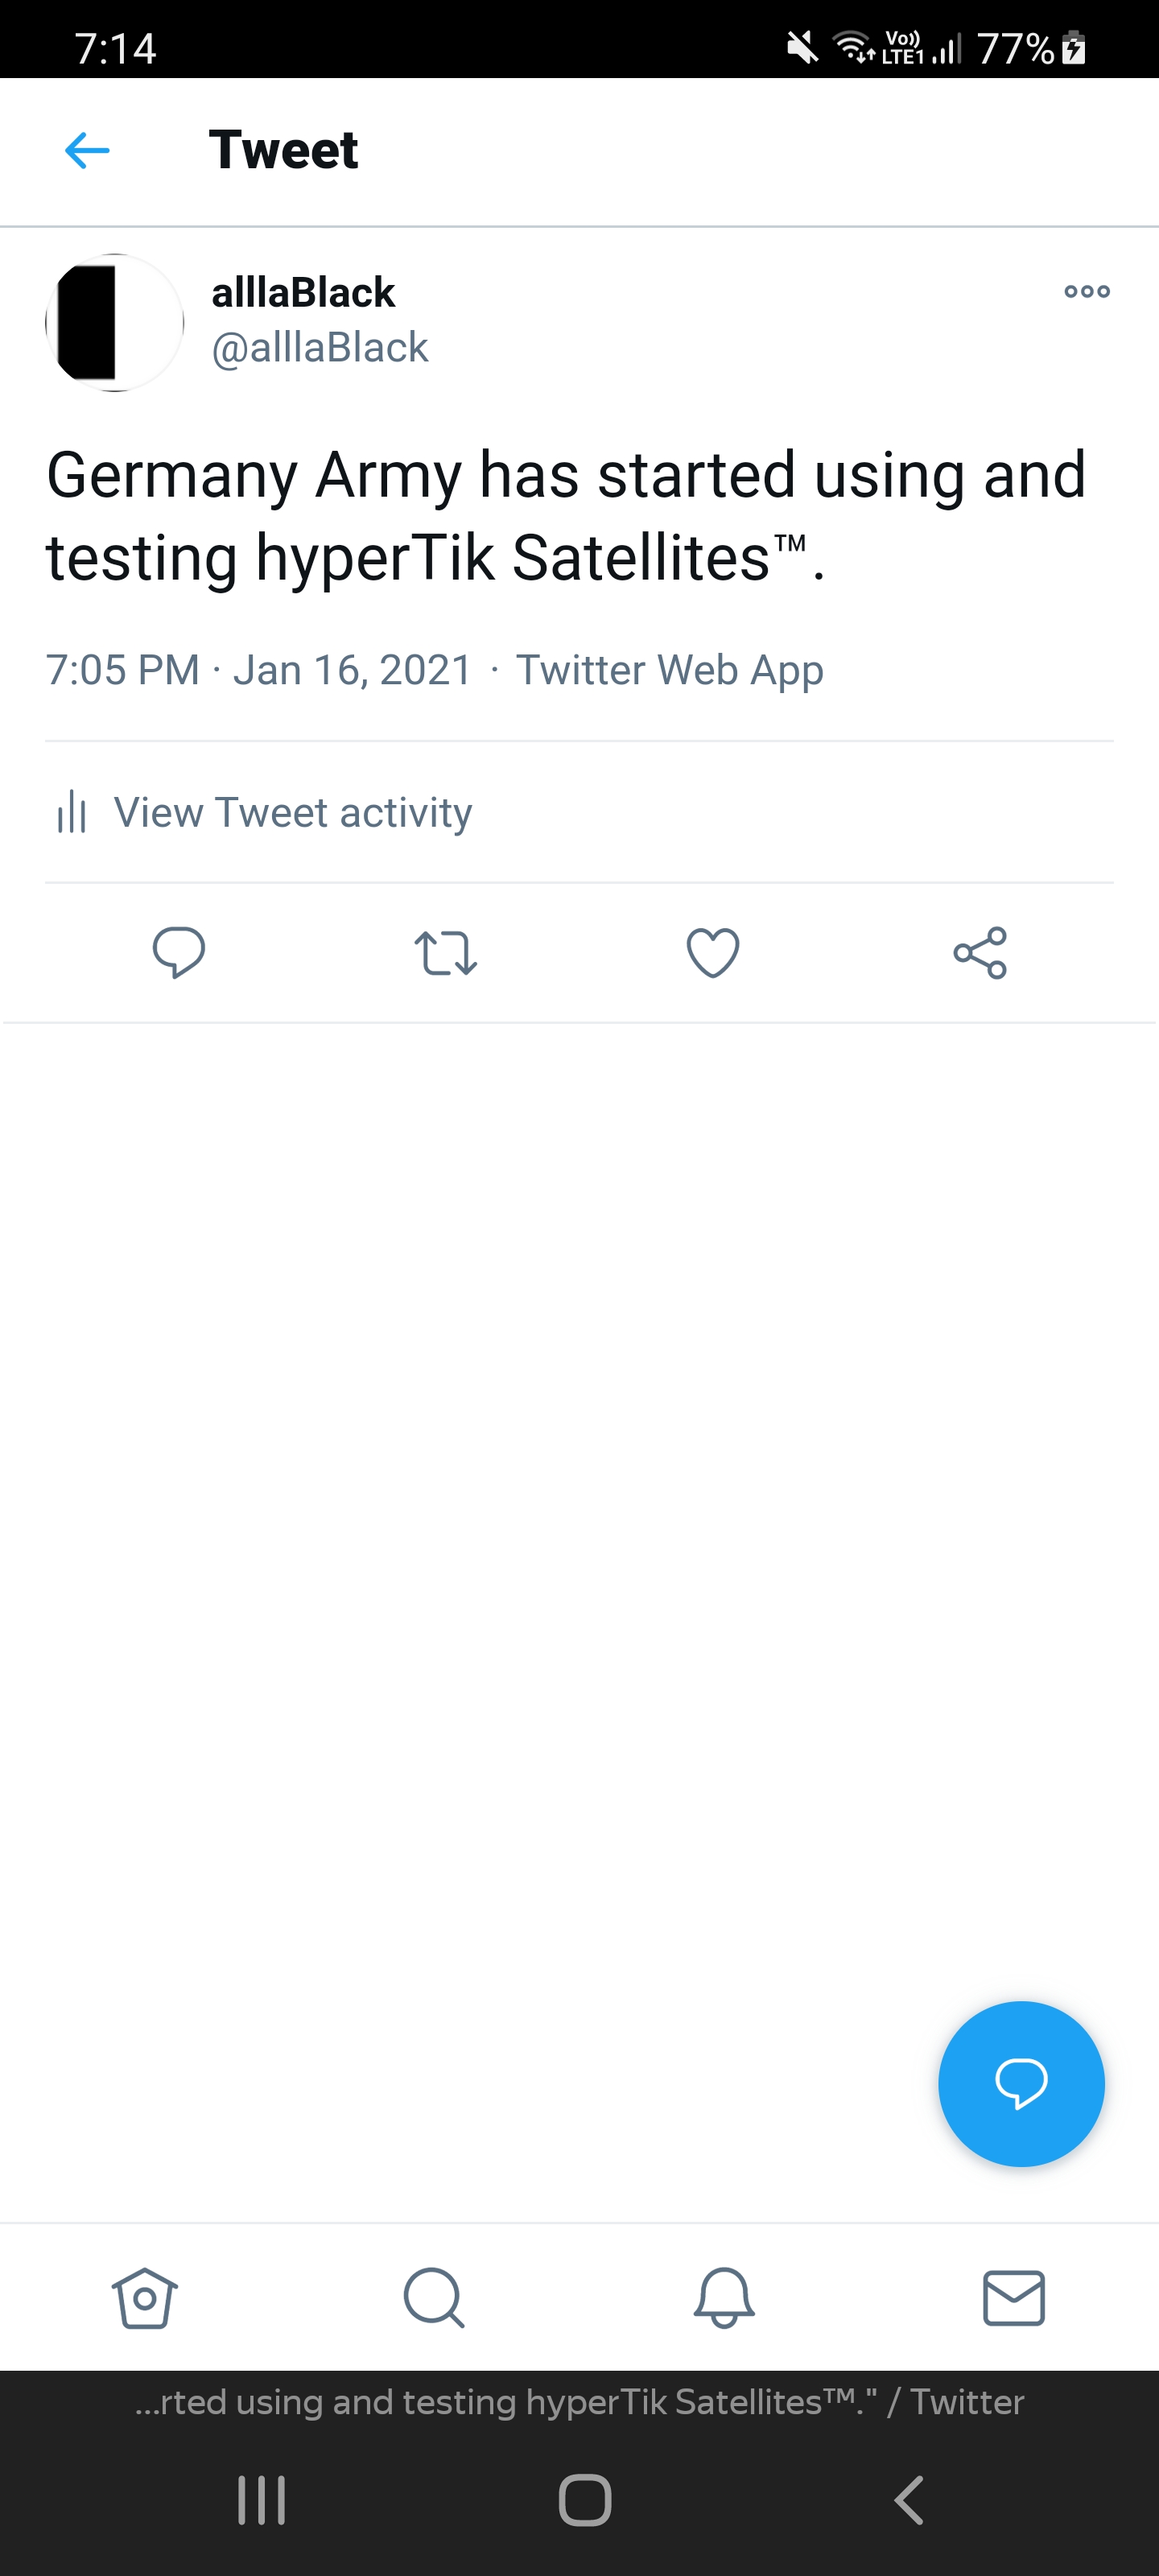 7:14
Vo)) LTE1 77%
Tweet
alllaBlack
@alllaBlack
Germany Army has started using and
testing hyperTik Satellites™.
7:05 PM · Jan 16, 2021 · Twitter Web App
View Tweet activity
...rted using and testing hyperTik Satellites™." / Twitter